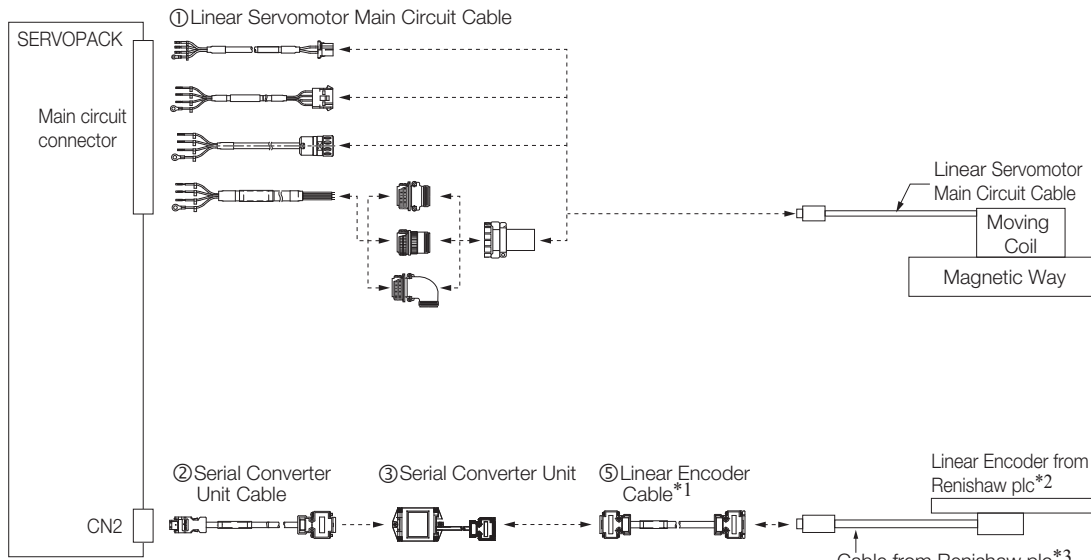 ①Linear Servomotor Main Circuit Cable
SERVOPACK
Main circuit
connector
Linear Servomotor
Main Circuit Cable
Moving
Coil
Magnetic Way
②Serial Converter
Unit Cable
③Serial Converter Unit
⑤Linear Encoder
Cable*1
Linear Encoder from
Renishaw plc*2
CN2
Cable from Renishaw plc*3